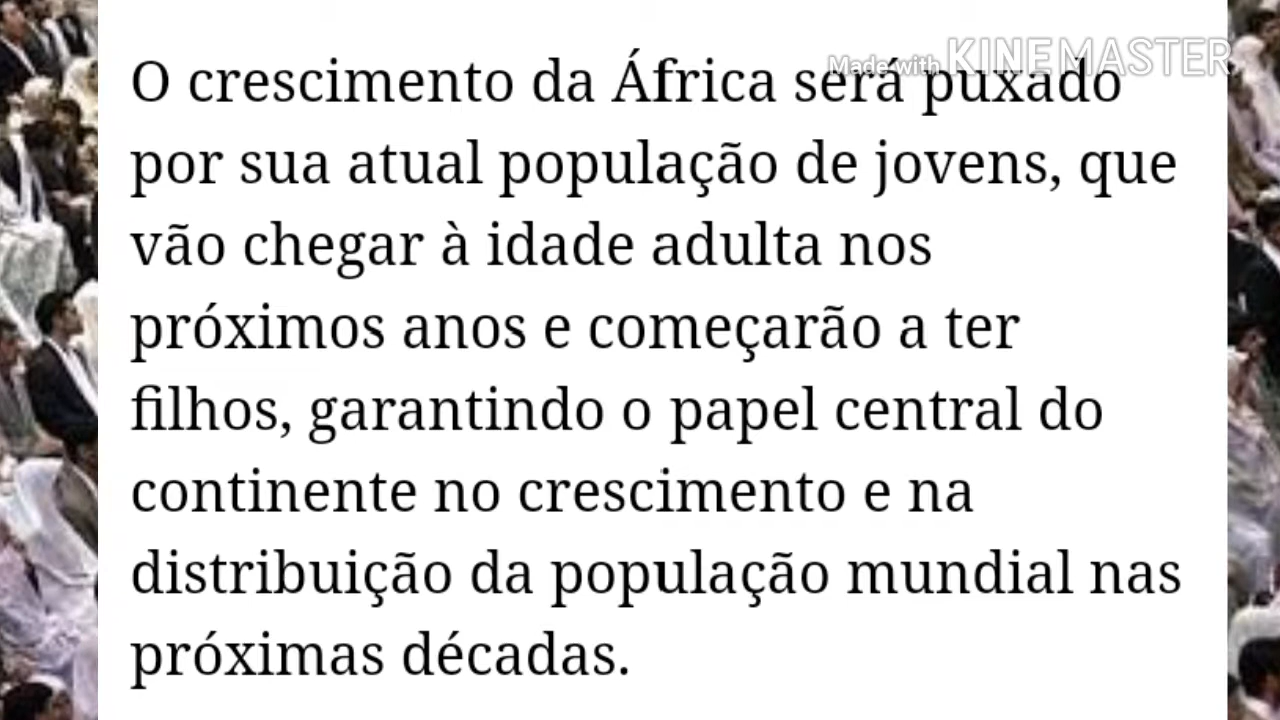 Made with KINEMASTER
O crescimento da África será puxado
por sua atual população de jovens, que
vão chegar à idade adulta nos
próximos anos e começarão a ter
filhos, garantindo o papel central do
continente no crescimento e na
distribuição da população mundial nas
próximas décadas.